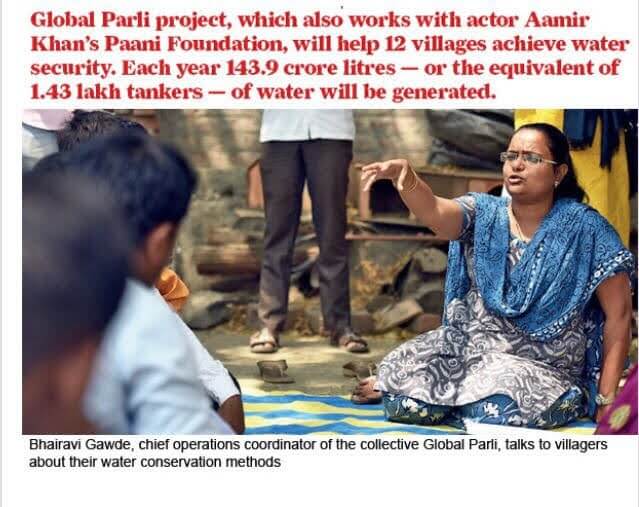 Global Parli project, which also works with actor Aamir
Khan's Paani Foundation, will help 12 villages achieve water
security. Each year 143.9 crore litres — or the equivalent of
1.43 lakh tankers — of water will be generated.
Bhairavi Gawde, chief operations coordinator of the collective Global Parli, talks to villagers
about their water conservation methods